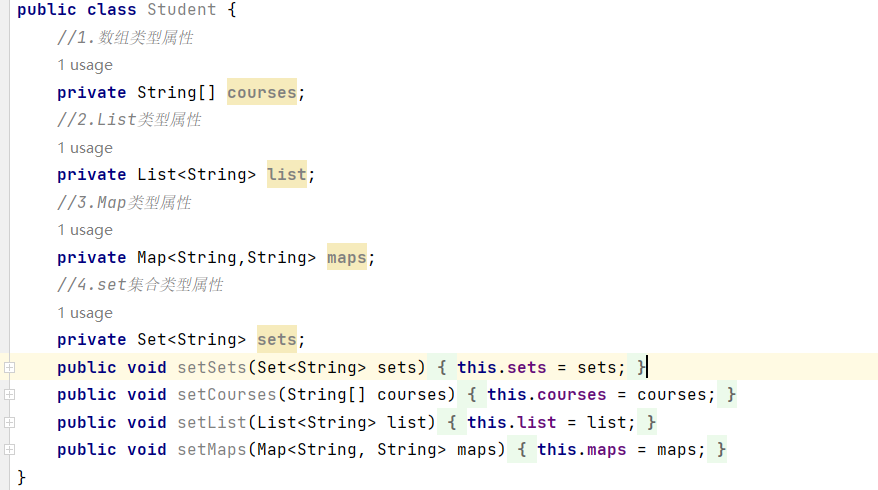 public class Student {
//1.数组类型属性
1 usage
private String[] courses;
//2.List类型属性
1 usage
private List<String> list;
//3.Map类型属性
1 usage
private Map<String,String> maps;
//4.set集合类型属性
1 usage
private Set<String> sets;
public void setSets(Set<String> sets) { this.sets = sets; }
public void setCourses(String[] courses) { this.courses = courses; }
public void setList(List<String> list) { this.list = list; }
public void setMaps(Map<String, String> maps) { this.maps = maps; }
}